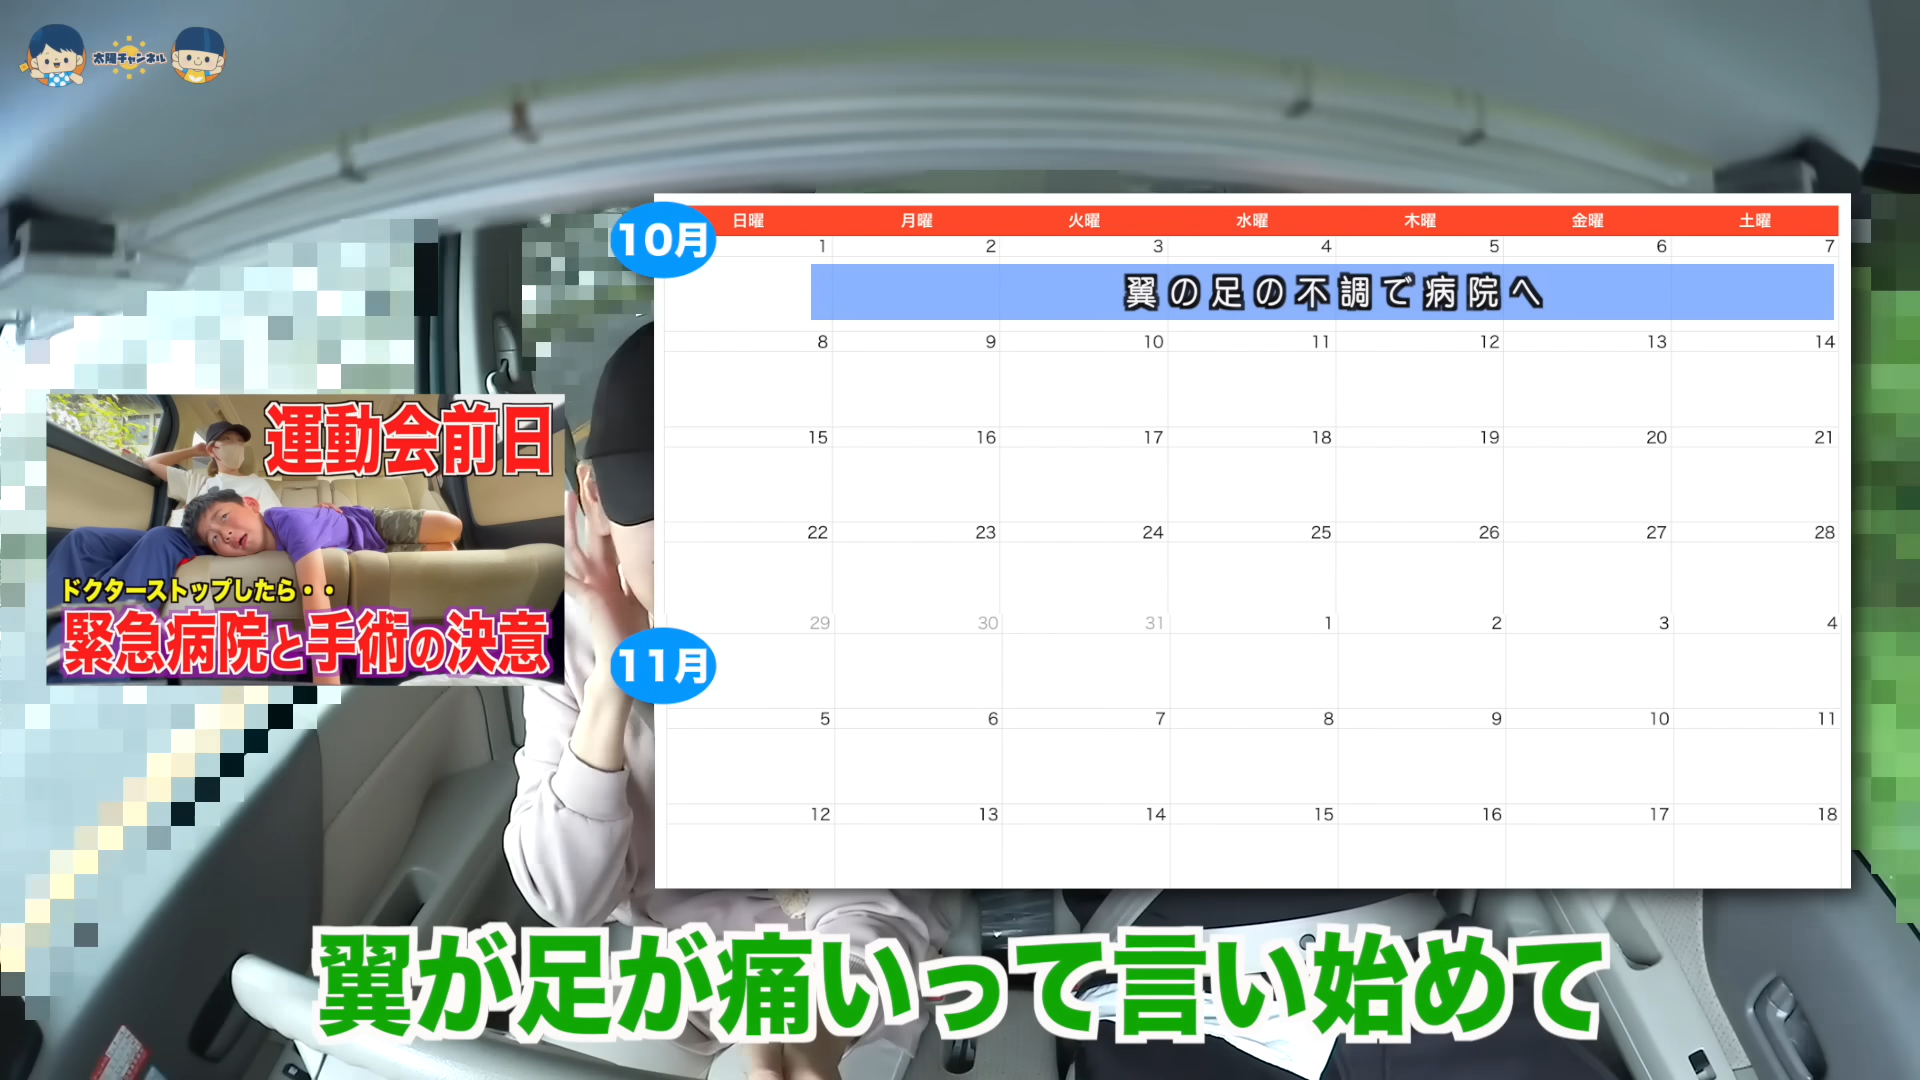 太陽チャンネル
10月
日曜 月曜 火曜 水曜 木曜 金曜 土曜
1 2 3 4 5 6 7
翼の足の不調で病院へ
8 9 10 11 12 13 14
15 16 17 18 19 20 21
22 23 24 25 26 27 28
29 30 31 1 2 3 4
11月
5 6 7 8 9 10 11
12 13 14 15 16 17 18
運動会前日
ドクターストップしたら・・
緊急病院と手術の決意
翼が足が痛いって言い始めて